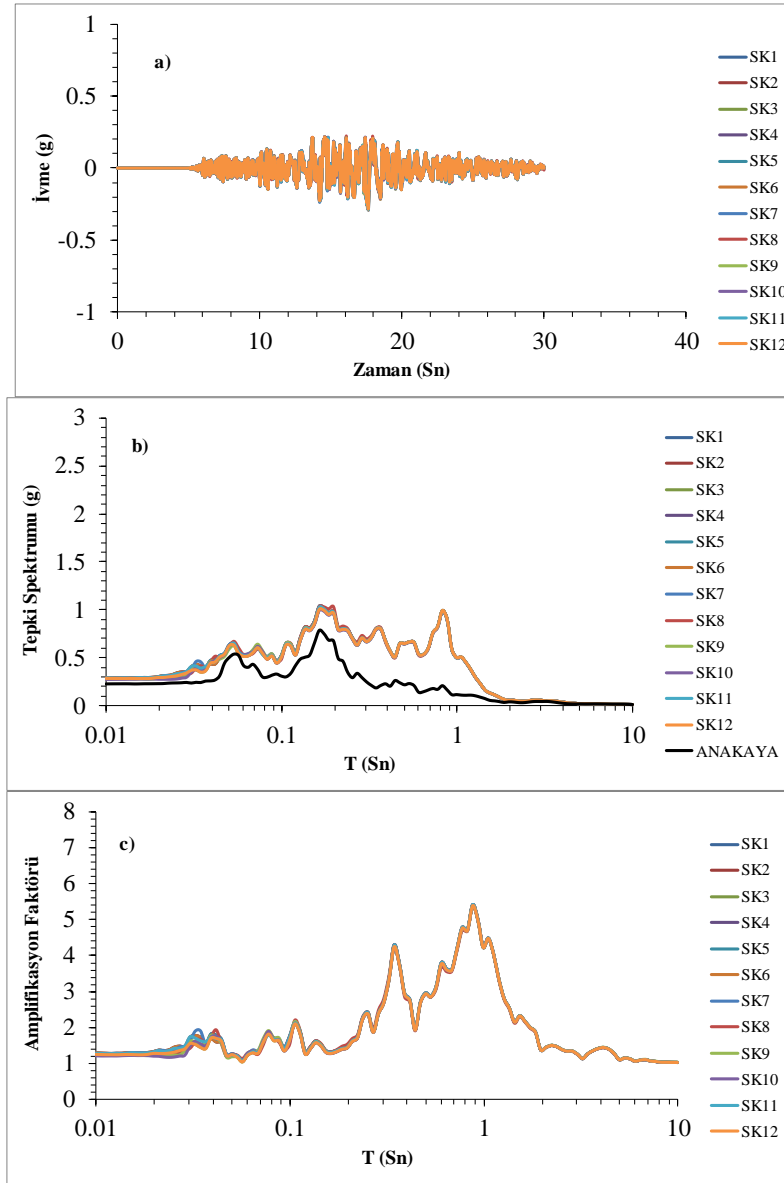 a)
İvme (g)
1
0.5
0
-0.5
-1
0
10
20
30
40
Zaman (Sn)
SK1
SK2
SK3
SK4
SK5
SK6
SK7
SK8
SK9
SK10
SK11
SK12
b)
Tepki Spektrumu (g)
3
2.5
2
1.5
1
0.5
0
0.01
0.1
1
10
T (Sn)
SK1
SK2
SK3
SK4
SK5
SK6
SK7
SK8
SK9
SK10
SK11
SK12
ANAKAYA
c)
Amplifikasyon Faktörü
8
7
6
5
4
3
2
1
0
0.01
0.1
1
10
T (Sn)
SK1
SK2
SK3
SK4
SK5
SK6
SK7
SK8
SK9
SK10
SK11
SK12